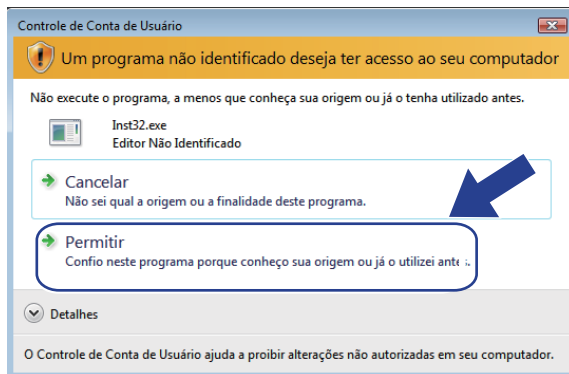 Controle de Conta de Usuário
Um programa não identificado deseja ter acesso ao seu computador
Não execute o programa, a menos que conheça sua origem ou já o tenha utilizado antes.
Inst32.exe
Editor Não Identificado
Cancelar
Não sei qual a origem ou a finalidade deste programa.
Permitir
Confio neste programa porque conheço sua origem ou já o utilizei antes.
Detalhes
O Controle de Conta de Usuário ajuda a proibir alterações não autorizadas em seu computador.